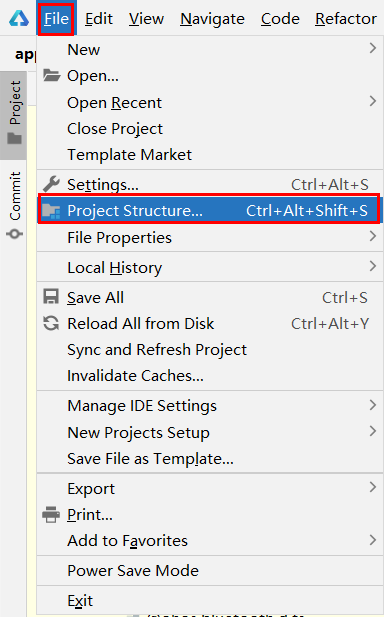 File Edit View Navigate Code Refactor
app
Project
Commit
New
Open...
Open Recent
Close Project
Template Market
Settings... Ctrl+Alt+S
Project Structure... Ctrl+Alt+Shift+S
File Properties
Local History
Save All Ctrl+S
Reload All from Disk Ctrl+Alt+Y
Sync and Refresh Project
Invalidate Caches...
Manage IDE Settings
New Projects Setup
Save File as Template...
Export
Print...
Add to Favorites
Power Save Mode
Exit